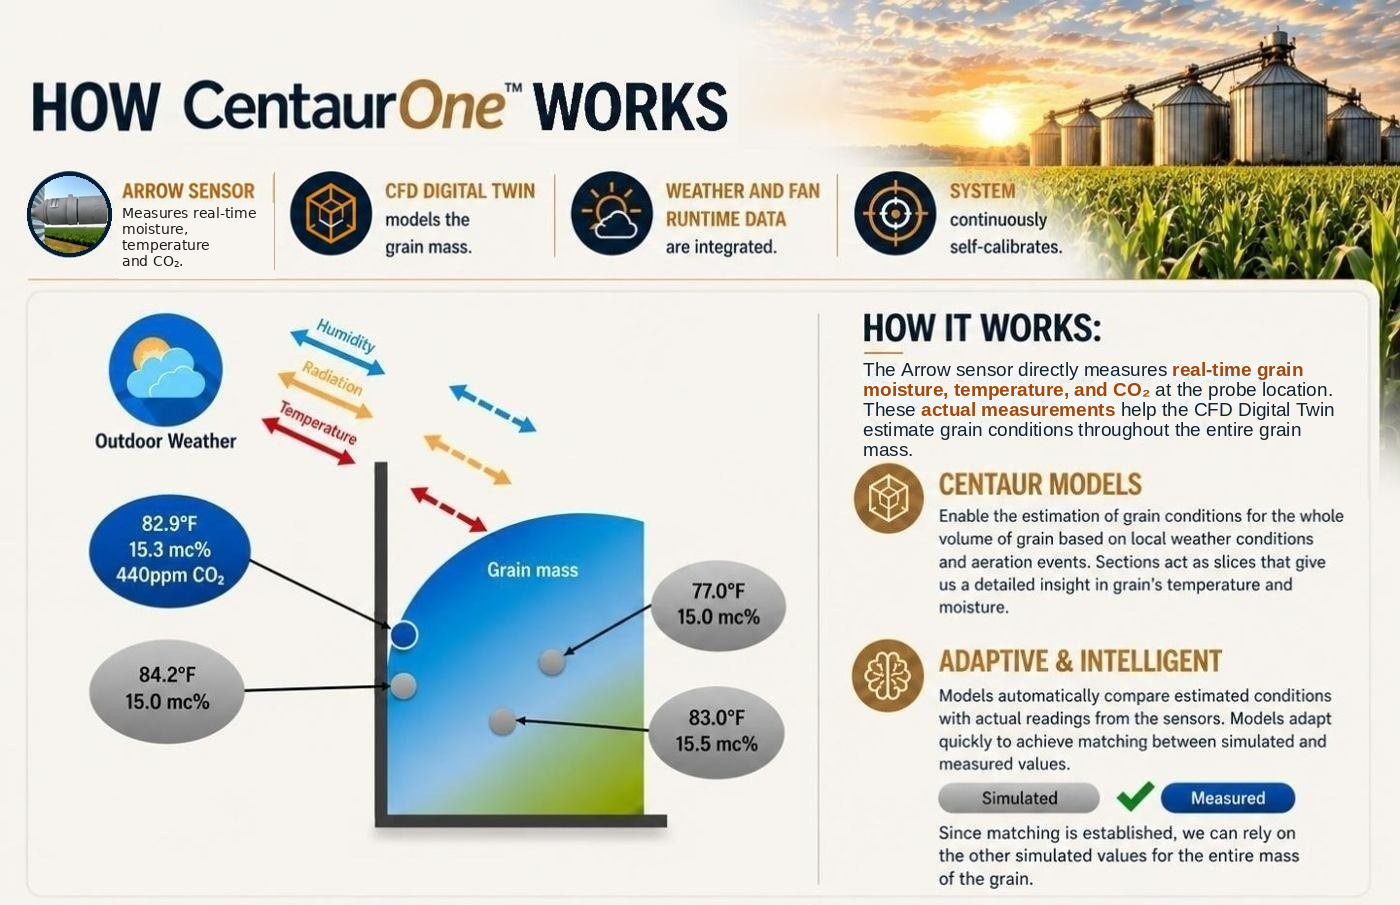 HOW CentaurOne™ WORKS
ARROW SENSOR
Measures real-time
moisture,
temperature
and CO₂.
CFD DIGITAL TWIN
models the
grain mass.
WEATHER AND FAN
RUNTIME DATA
are integrated.
SYSTEM
continuously
self-calibrates.
Humidity
Radiation
Temperature
Outdoor Weather
82.9°F
15.3 mc%
440ppm CO₂
84.2°F
15.0 mc%
Grain mass
77.0°F
15.0 mc%
83.0°F
15.5 mc%
HOW IT WORKS:
The Arrow sensor directly measures real-time grain
moisture, temperature, and CO₂ at the probe location.
These actual measurements help the CFD Digital Twin
estimate grain conditions throughout the entire grain
mass.
CENTAUR MODELS
Enable the estimation of grain conditions for the whole
volume of grain based on local weather conditions
and aeration events. Sections act as slices that give
us a detailed insight in grain's temperature and
moisture.
ADAPTIVE & INTELLIGENT
Models automatically compare estimated conditions
with actual readings from the sensors. Models adapt
quickly to achieve matching between simulated and
measured values.
Simulated
Measured
Since matching is established, we can rely on
the other simulated values for the entire mass
of the grain.